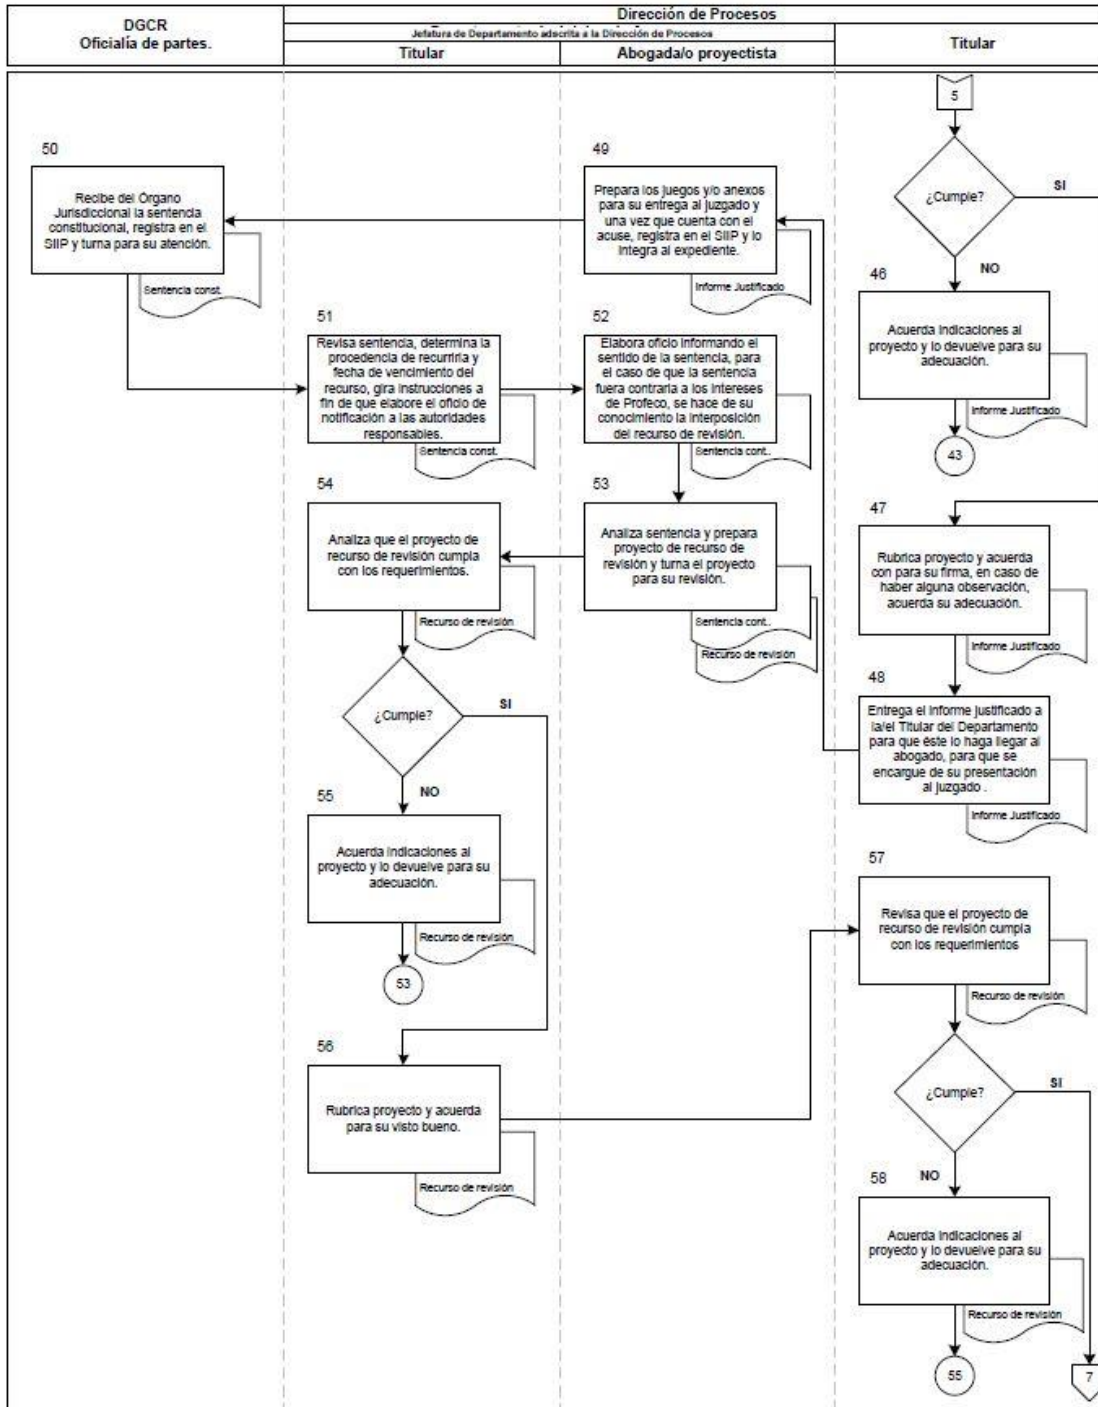 DGCR
Oficialía de partes.
Dirección de Procesos
Jefatura de Departamento adscrita a la Dirección de Procesos
Titular
Abogada/o proyectista
Titular
5
¿Cumple?
SI
NO
46
Acuerda indicaciones al
proyecto y lo devuelve para su
adecuación.
Informe Justificado
43
47
Rubrica proyecto y acuerda
con para su firma, en caso de
haber alguna observación,
acuerda su adecuación.
Informe Justificado
48
Entrega el informe justificado a
la/el Titular del Departamento
para que éste lo haga llegar al
abogado, para que se
encargue de su presentación
al juzgado .
Informe Justificado
49
Prepara los juegos y/o anexos
para su entrega al juzgado y
una vez que cuenta con el
acuse, registra en el SIIP y lo
integra al expediente.
Informe Justificado
50
Recibe del Órgano
Jurisdiccional la sentencia
constitucional, registra en el
SIIP y turna para su atención.
Sentencia const.
51
Revisa sentencia, determina la
procedencia de recurrirla y
fecha de vencimiento del
recurso, gira instrucciones a
fin de que elabore el oficio de
notificación a las autoridades
responsables.
Sentencia const.
52
Elabora oficio informando el
sentido de la sentencia, para
el caso de que la sentencia
fuera contraria a los intereses
de Profeco, se hace de su
conocimiento la interposición
del recurso de revisión.
Sentencia cont..
53
Analiza sentencia y prepara
proyecto de recurso de
revisión y turna el proyecto
para su revisión.
Sentencia cont..
Recurso de revisión
54
Analiza que el proyecto de
recurso de revisión cumpla
con los requerimientos.
Recurso de revisión
¿Cumple?
SI
NO
55
Acuerda indicaciones al
proyecto y lo devuelve para su
adecuación.
Recurso de revisión
53
56
Rubrica proyecto y acuerda
para su visto bueno.
Recurso de revisión
57
Revisa que el proyecto de
recurso de revisión cumpla
con los requerimientos
Recurso de revisión
¿Cumple?
SI
NO
58
Acuerda indicaciones al
proyecto y lo devuelve para su
adecuación.
Recurso de revisión
55
7